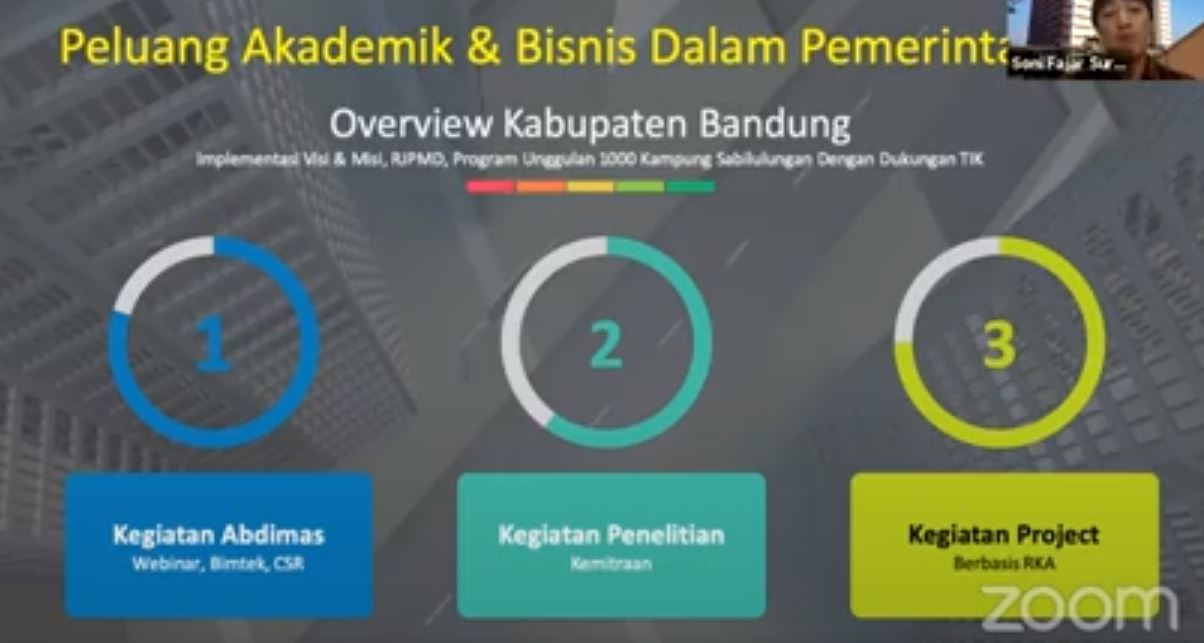 Peluang Akademik & Bisnis Dalam Pemerinta
Soni Fajar Sur...
Overview Kabupaten Bandung
Implementasi Visi & Misi, RJPMD, Program Unggulan 1000 Kampung Sabilulungan Dengan Dukungan TIK
1
2
3
Kegiatan Abdimas
Webinar, Bimtek, CSR
Kegiatan Penelitian
Kemitraan
Kegiatan Project
Berbasis RKA
zoom